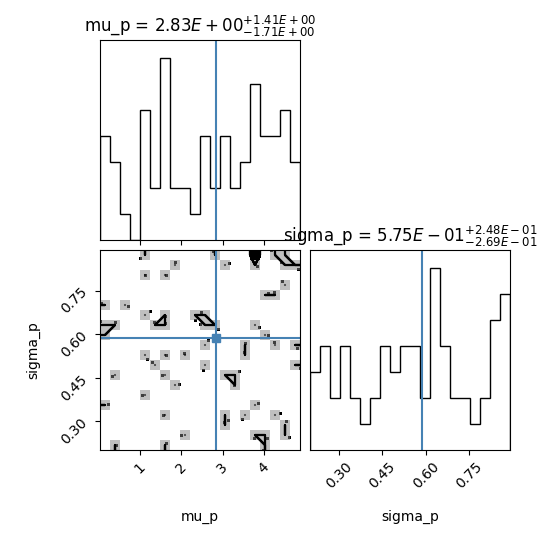 mu_p = 2.83E + 00 +1.41E+00 −1.71E+00
sigma_p = 5.75E − 01 +2.48E−01 −2.69E−01
0.75
0.60
0.45
0.30
sigma_p
1 2 3 4
mu_p
0.30 0.45 0.60 0.75
sigma_p